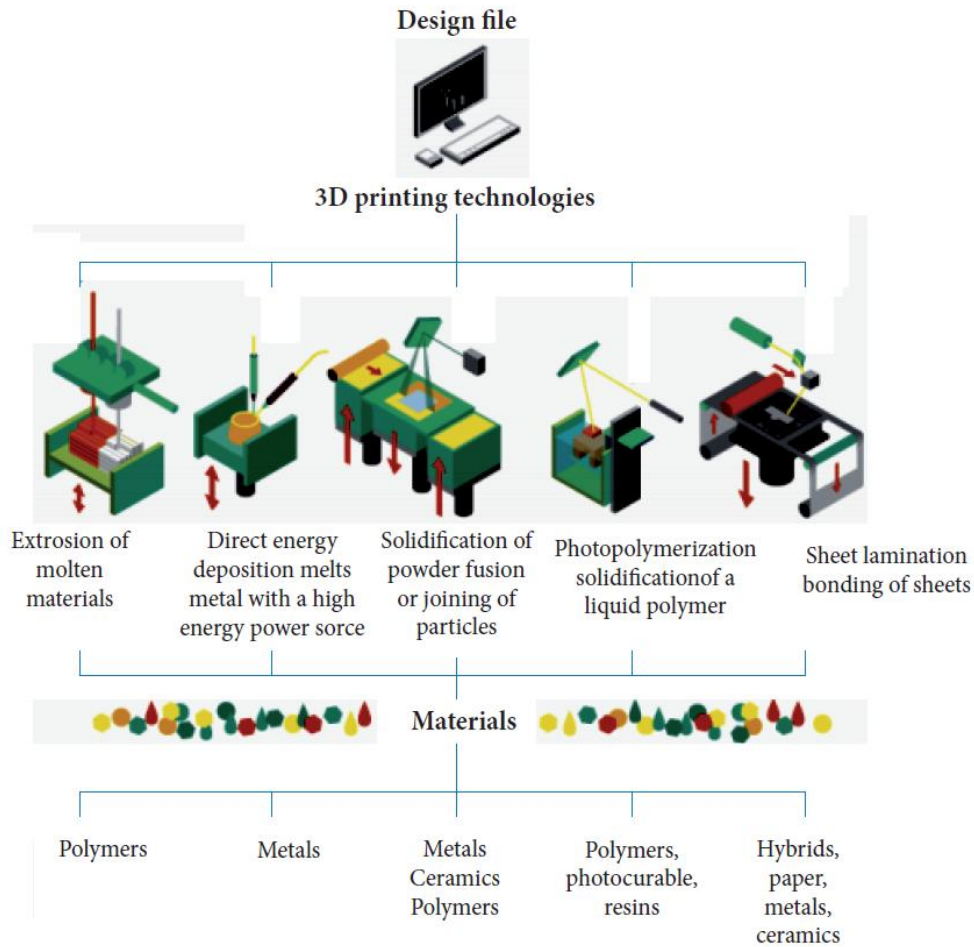 Design file
3D printing technologies
Extrosion of
molten
materials
Direct energy
deposition melts
metal with a high
energy power sorce
Solidification of
powder fusion
or joining of
particles
Photopolymerization
solidificationof a
liquid polymer
Sheet lamination
bonding of sheets
Materials
Polymers
Metals
Metals
Ceramics
Polymers
Polymers,
photocurable,
resins
Hybrids,
paper,
metals,
ceramics